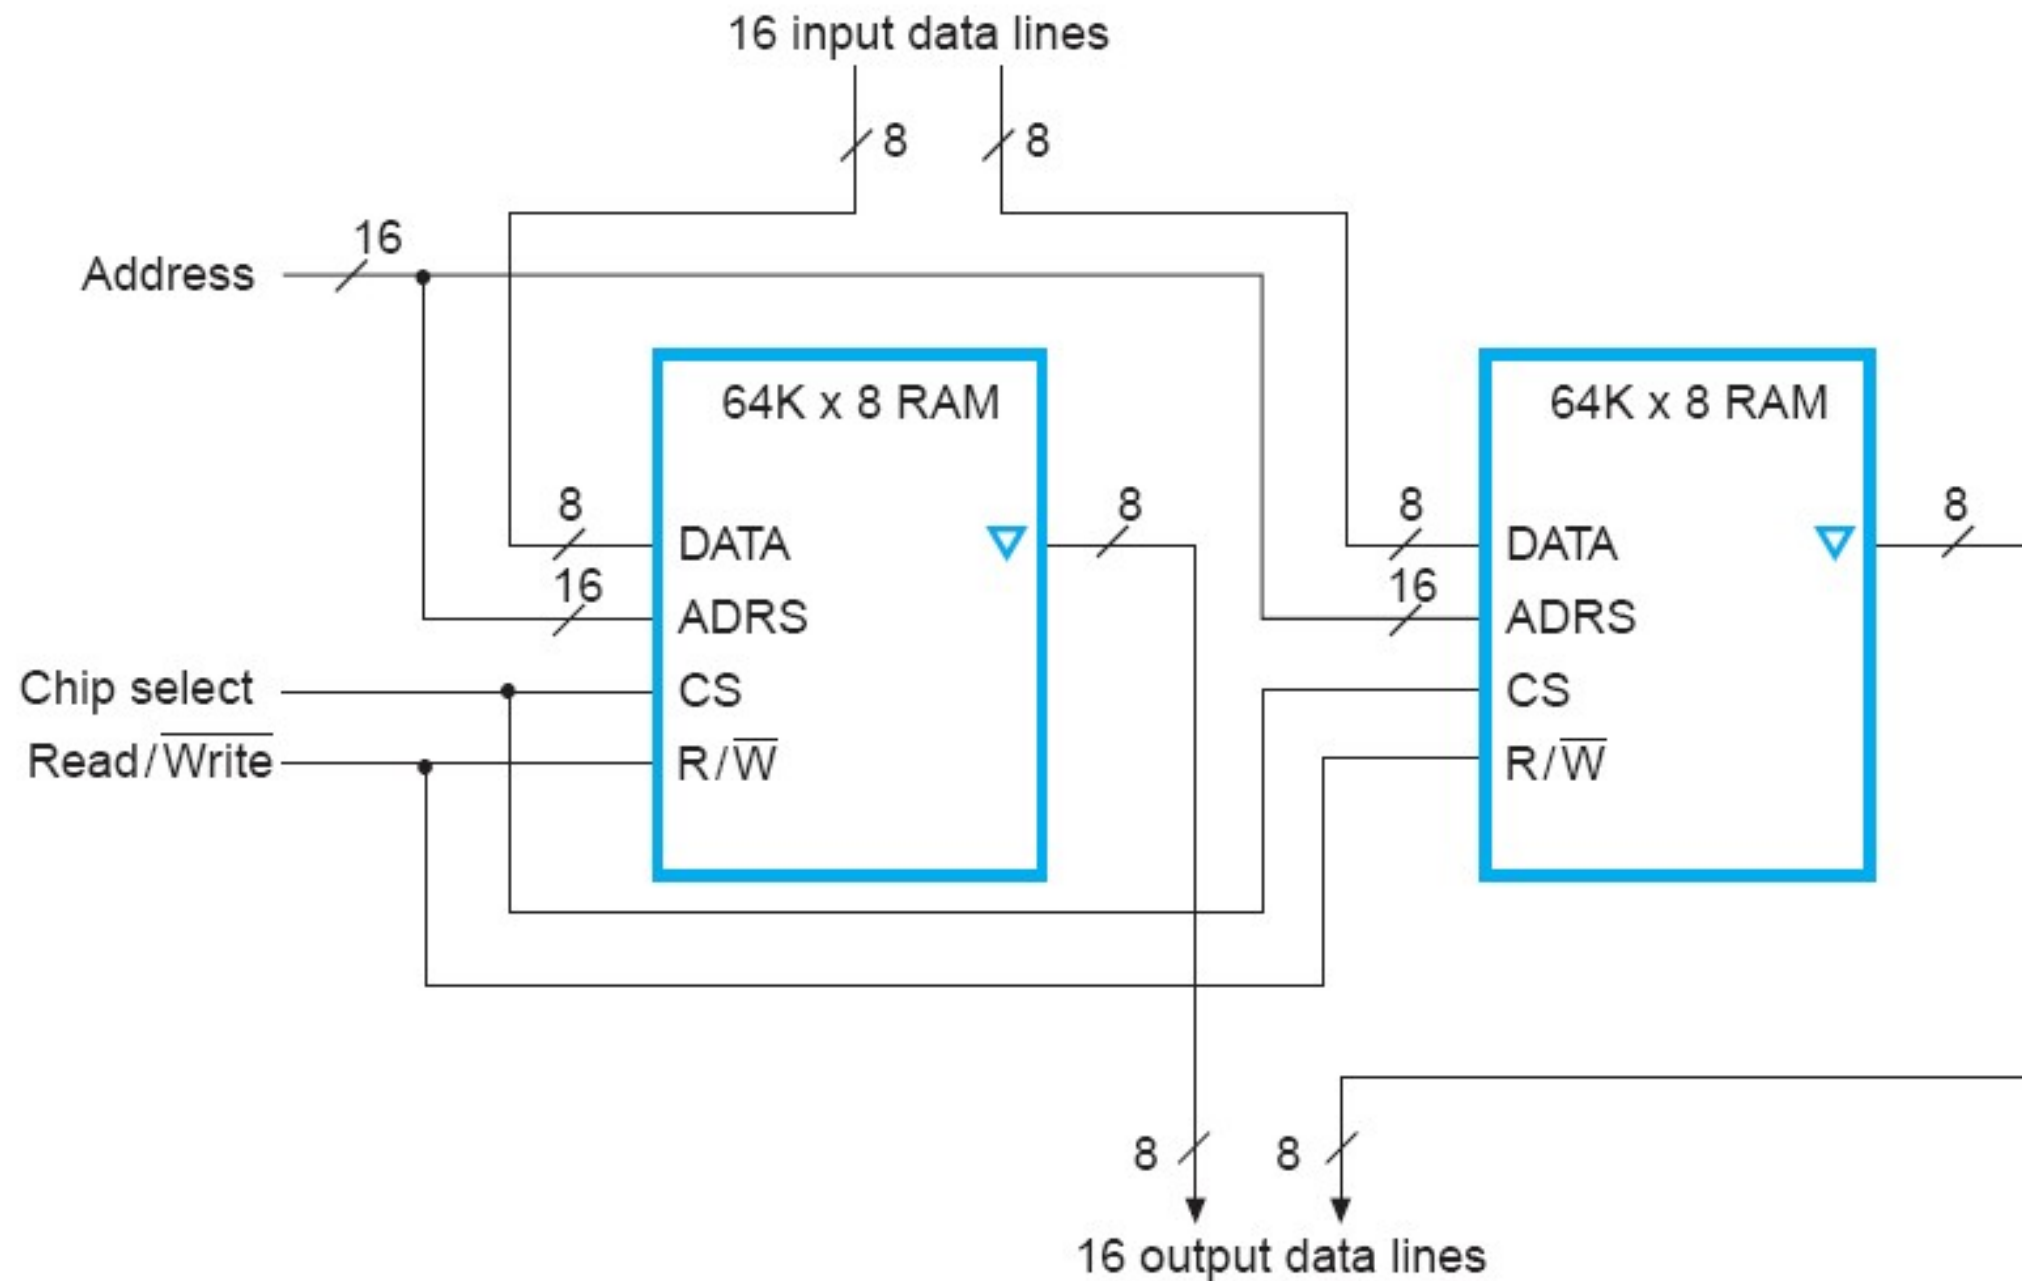 16 input data lines
8 8
16
Address
64K x 8 RAM 64K x 8 RAM
8 8 8 8
DATA DATA
16 16
ADRS ADRS
Chip select CS CS
Read/W̅r̅i̅t̅e̅ R/W̅ R/W̅
8 8
16 output data lines